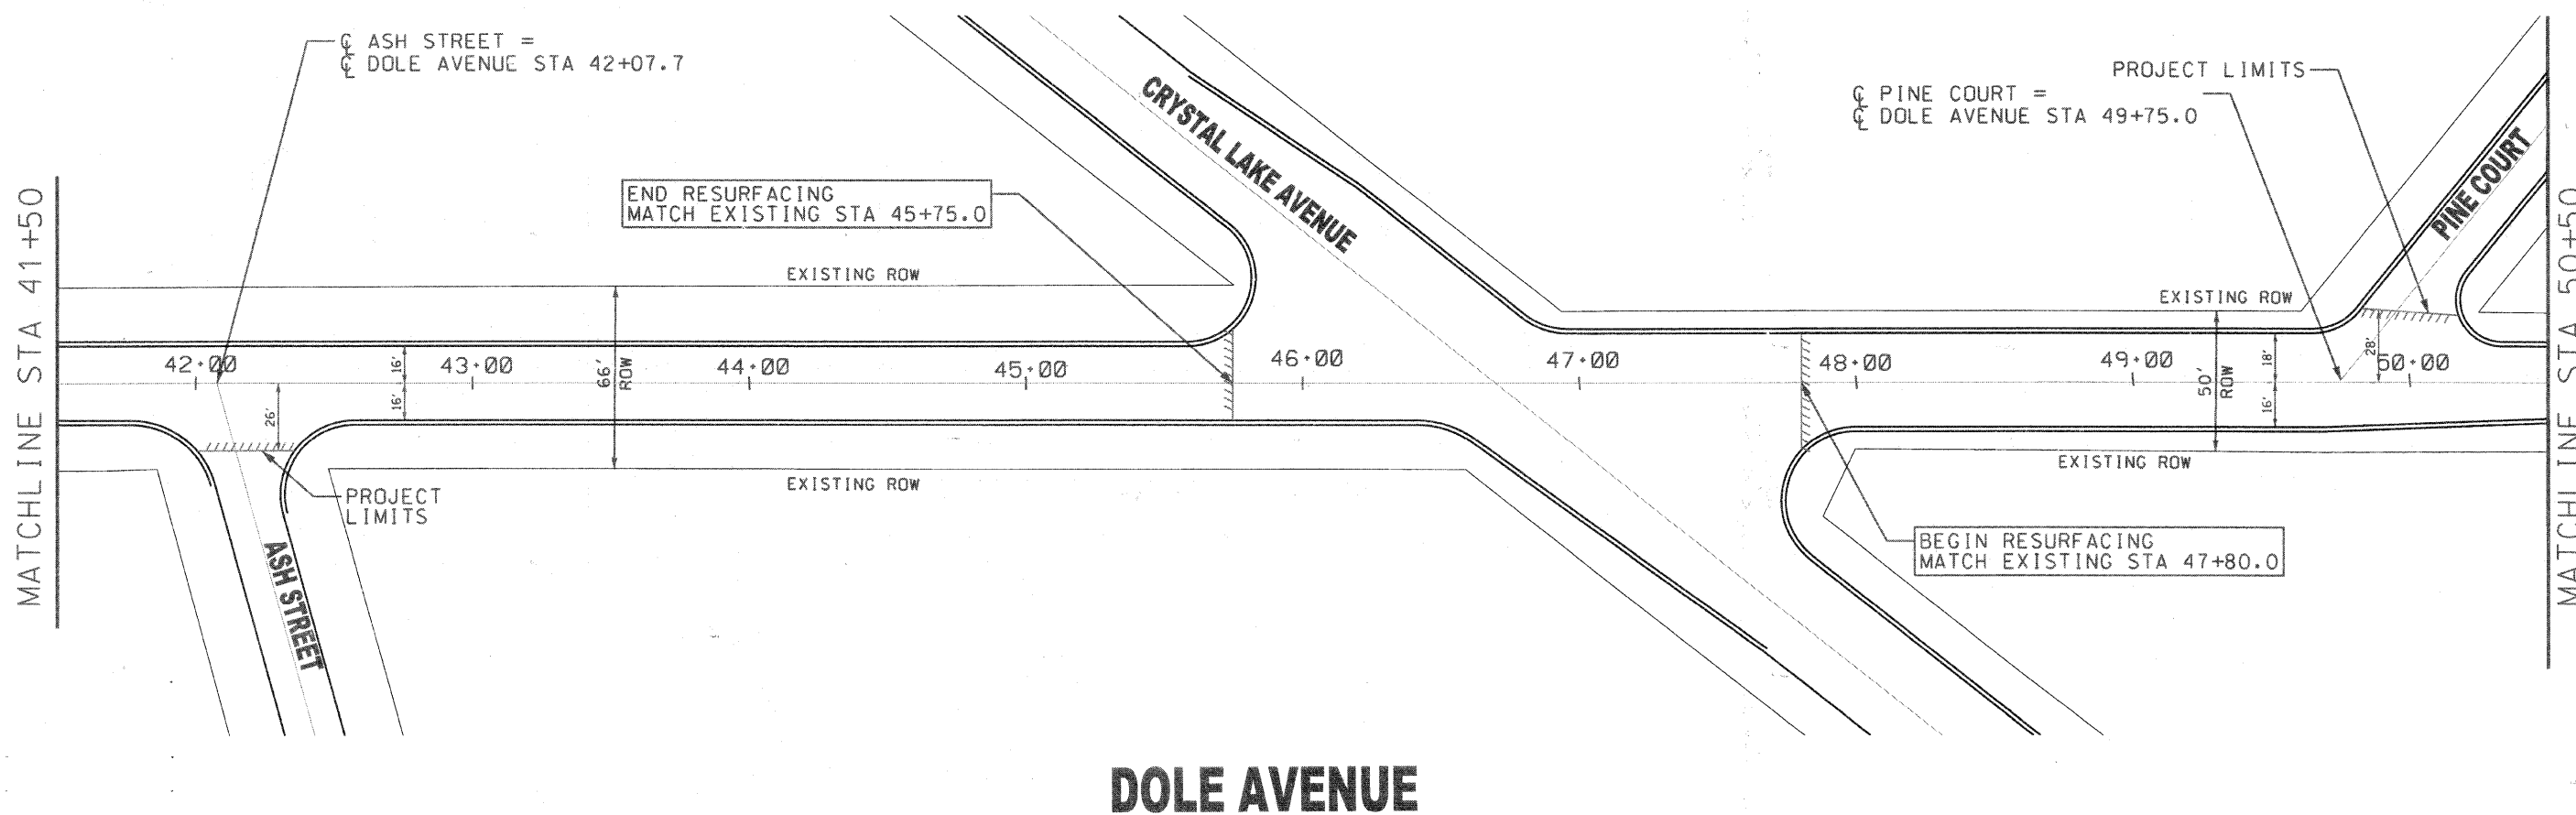 ℄ ASH STREET =
℄ DOLE AVENUE STA 42+07.7
CRYSTAL LAKE AVENUE
PROJECT LIMITS
℄ PINE COURT =
℄ DOLE AVENUE STA 49+75.0
PINE COURT
MATCHLINE STA 41+50
END RESURFACING
MATCH EXISTING STA 45+75.0
EXISTING ROW
EXISTING ROW
42+00
43+00
44+00
45+00
46+00
47+00
48+00
49+00
50+00
16'
16'
26'
66'
ROW
50'
ROW
18'
16'
28'
MATCHLINE STA 50+50
EXISTING ROW
EXISTING ROW
PROJECT
LIMITS
ASH STREET
BEGIN RESURFACING
MATCH EXISTING STA 47+80.0
DOLE AVENUE